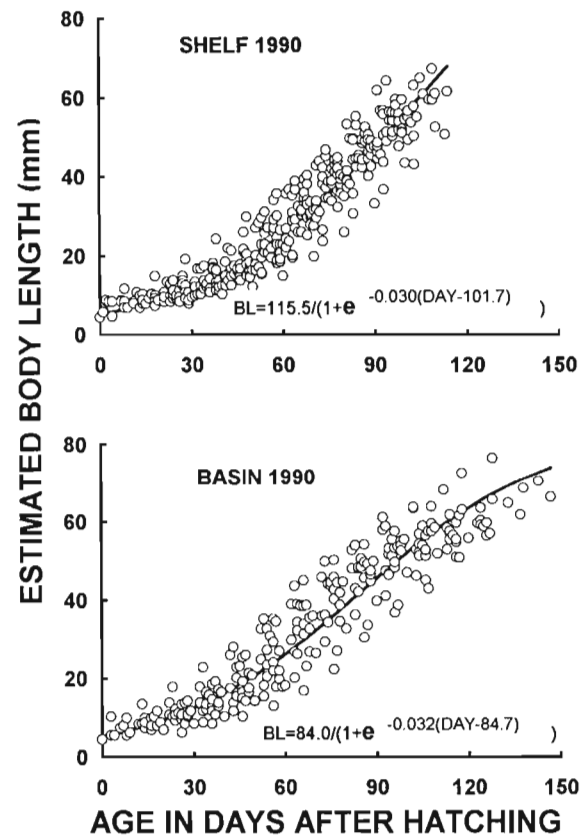 ESTIMATED BODY LENGTH (mm)
80
SHELF 1990
60
40
20
BL=115.5/(1+e -0.030(DAY-101.7) )
0
0 30 60 90 120 150
80
BASIN 1990
60
40
20
BL=84.0/(1+e -0.032(DAY-84.7) )
0
0 30 60 90 120 150
AGE IN DAYS AFTER HATCHING